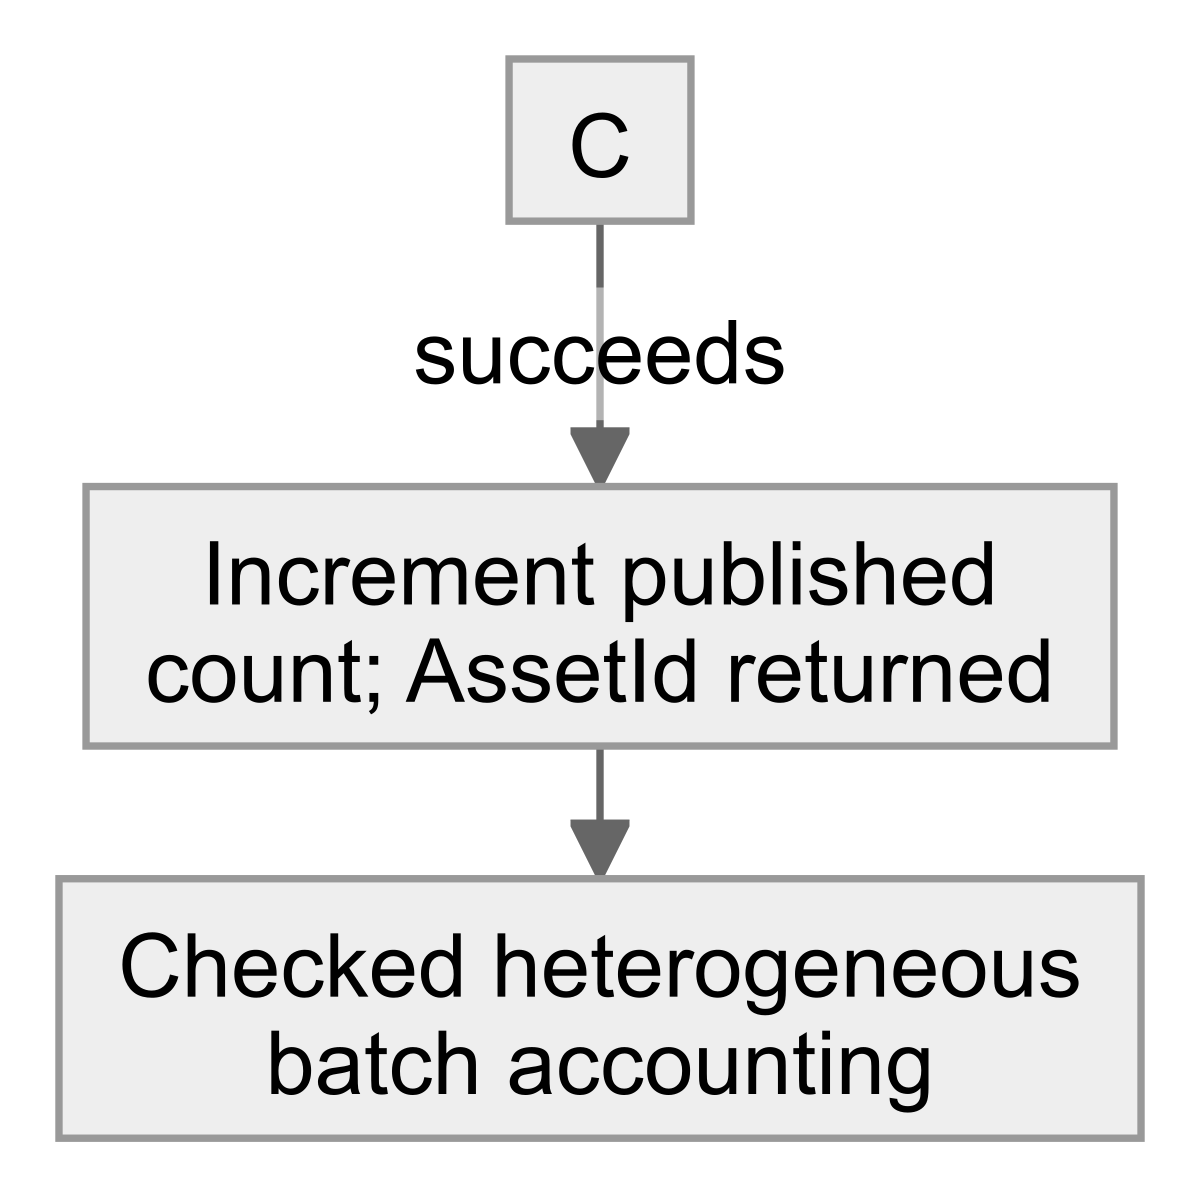 C
succeeds
Increment published
count; AssetId returned
Checked heterogeneous
batch accounting